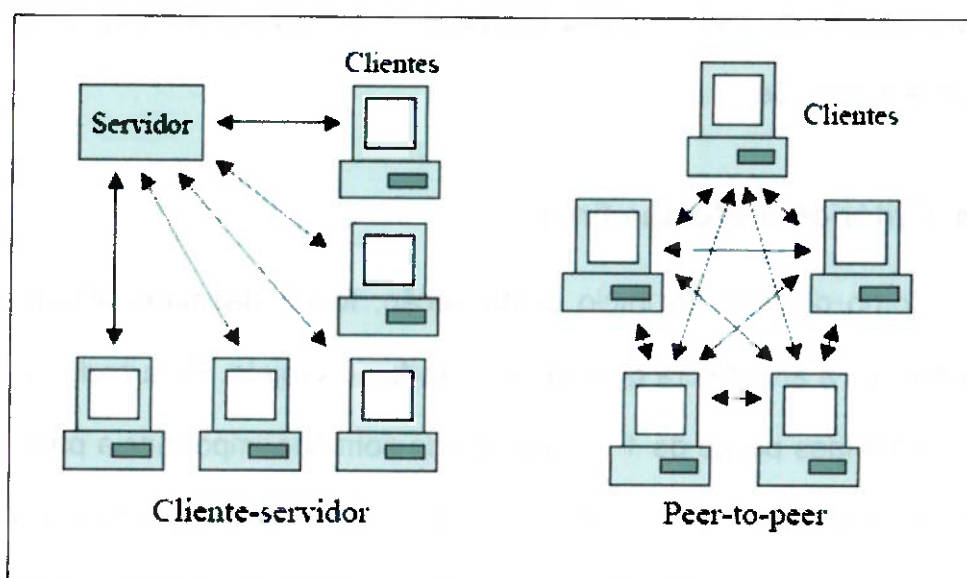 Clientes
Servidor
Clientes
Cliente-servidor
Peer-to-peer